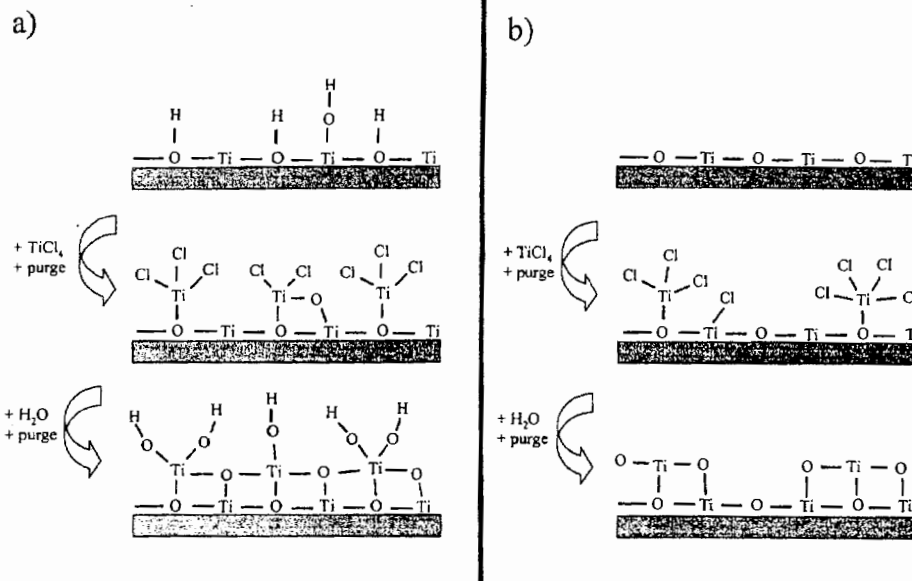 a)
H
O
H H H
O O
— O — Ti — O — Ti — O — Ti
+ TiCl₄
+ purge
Cl Cl Cl Cl Cl Cl Cl Cl
Ti Ti O Ti
— O — Ti — O Ti — O — Ti
+ H₂O
+ purge
H H H H H
O O O O O
Ti — O — Ti — O — Ti — O
— O — Ti — O — Ti — O — Ti
b)
— O — Ti — O — Ti — O — T
+ TiCl₄
+ purge
Cl Cl Cl Cl Cl Cl Cl
Ti Ti
— O — Ti — O — Ti — O — T
+ H₂O
+ purge
O — Ti — O O — Ti — O
— O — Ti — O — Ti — O — Ti